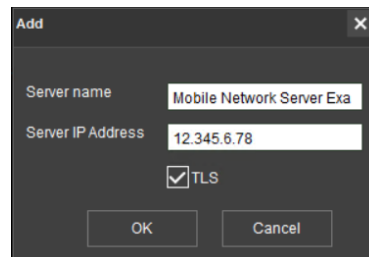 Add
Server name
Mobile Network Server Exa
Server IP Address
12.345.6.78
TLS
OK
Cancel